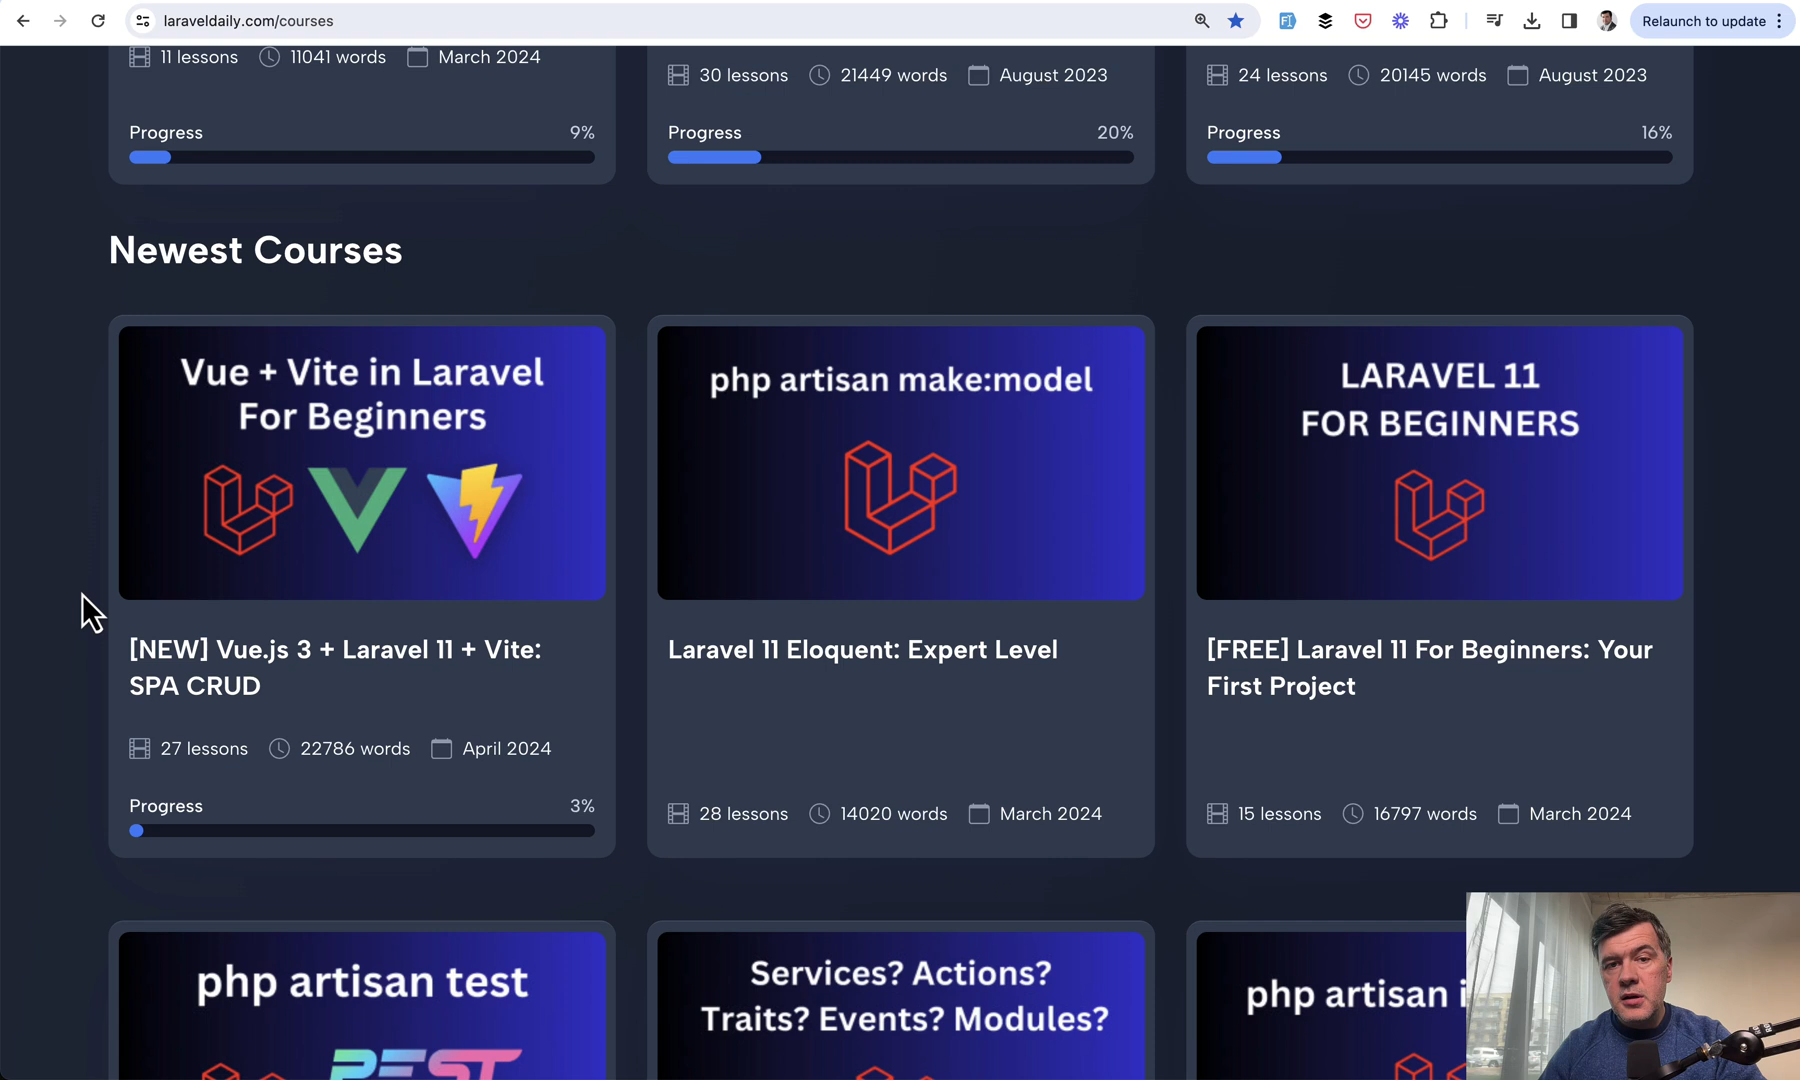 laraveldaily.com/courses
Relaunch to update
11 lessons 11041 words March 2024
30 lessons 21449 words August 2023
24 lessons 20145 words August 2023
Progress 9%
Progress 20%
Progress 16%
Newest Courses
Vue + Vite in Laravel
For Beginners
[NEW] Vue.js 3 + Laravel 11 + Vite:
SPA CRUD
27 lessons 22786 words April 2024
Progress 3%
php artisan make:model
Laravel 11 Eloquent: Expert Level
28 lessons 14020 words March 2024
LARAVEL 11
FOR BEGINNERS
[FREE] Laravel 11 For Beginners: Your
First Project
15 lessons 16797 words March 2024
php artisan test
PEST
Services? Actions?
Traits? Events? Modules?
php artisan i